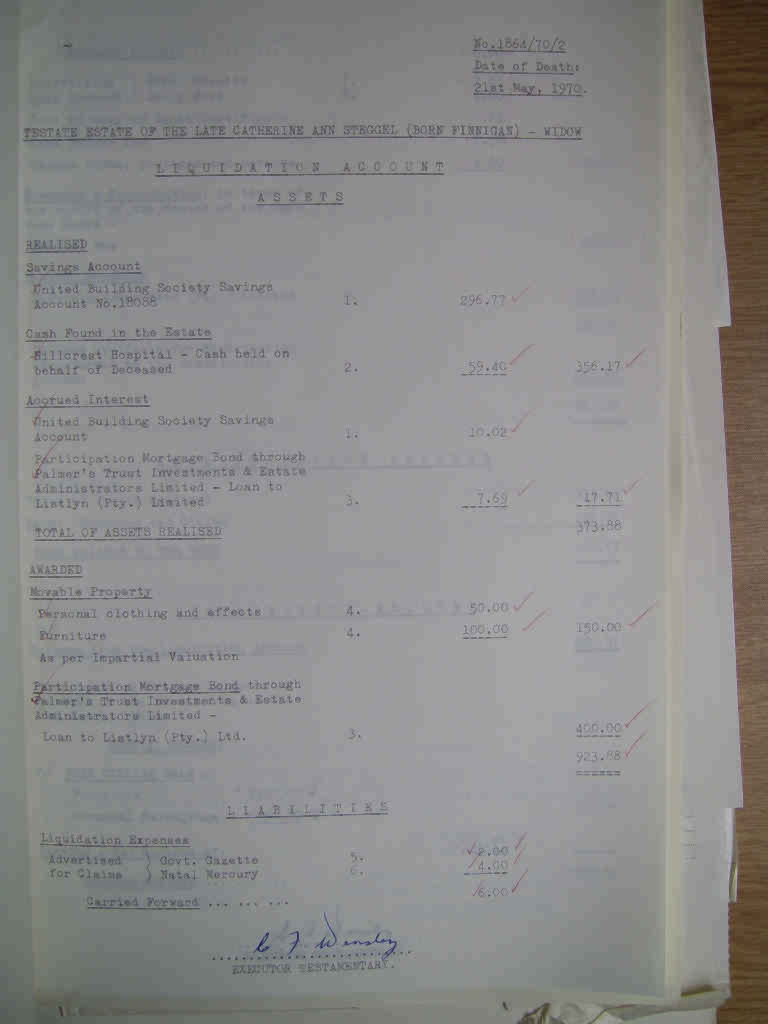 No.1864/70/2
Date of Death:
21st May, 1970.
TESTATE ESTATE OF THE LATE CATHERINE ANN STEGGEL (BORN FINNIGAN) - WIDOW
LIQUIDATION ACCOUNT
ASSETS
REALISED
Savings Account
United Building Society Savings
Account No.18088 1. 296.77
Cash Found in the Estate
Hillcrest Hospital - Cash held on
behalf of Deceased 2. 59.40 356.17
Accrued Interest
United Building Society Savings
Account 1. 10.02
Participation Mortgage Bond through
Palmer's Trust Investments & Estate
Administrators Limited - Loan to
Listlyn (Pty.) Limited 3. 7.69 17.71
TOTAL OF ASSETS REALISED 373.88
AWARDED
Movable Property
Personal clothing and effects 4. 50.00
Furniture 4. 100.00 150.00
As per Impartial Valuation
Participation Mortgage Bond through
Palmer's Trust Investments & Estate
Administrators Limited -
Loan to Listlyn (Pty.) Ltd. 3. 400.00
923.88
LIABILITIES
Liquidation Expenses
Advertised ) Govt. Gazette 5. 2.00
for Claims ) Natal Mercury 6. 4.00
6.00
Carried Forward ... ... ...
EXECUTOR TESTAMENTARY.